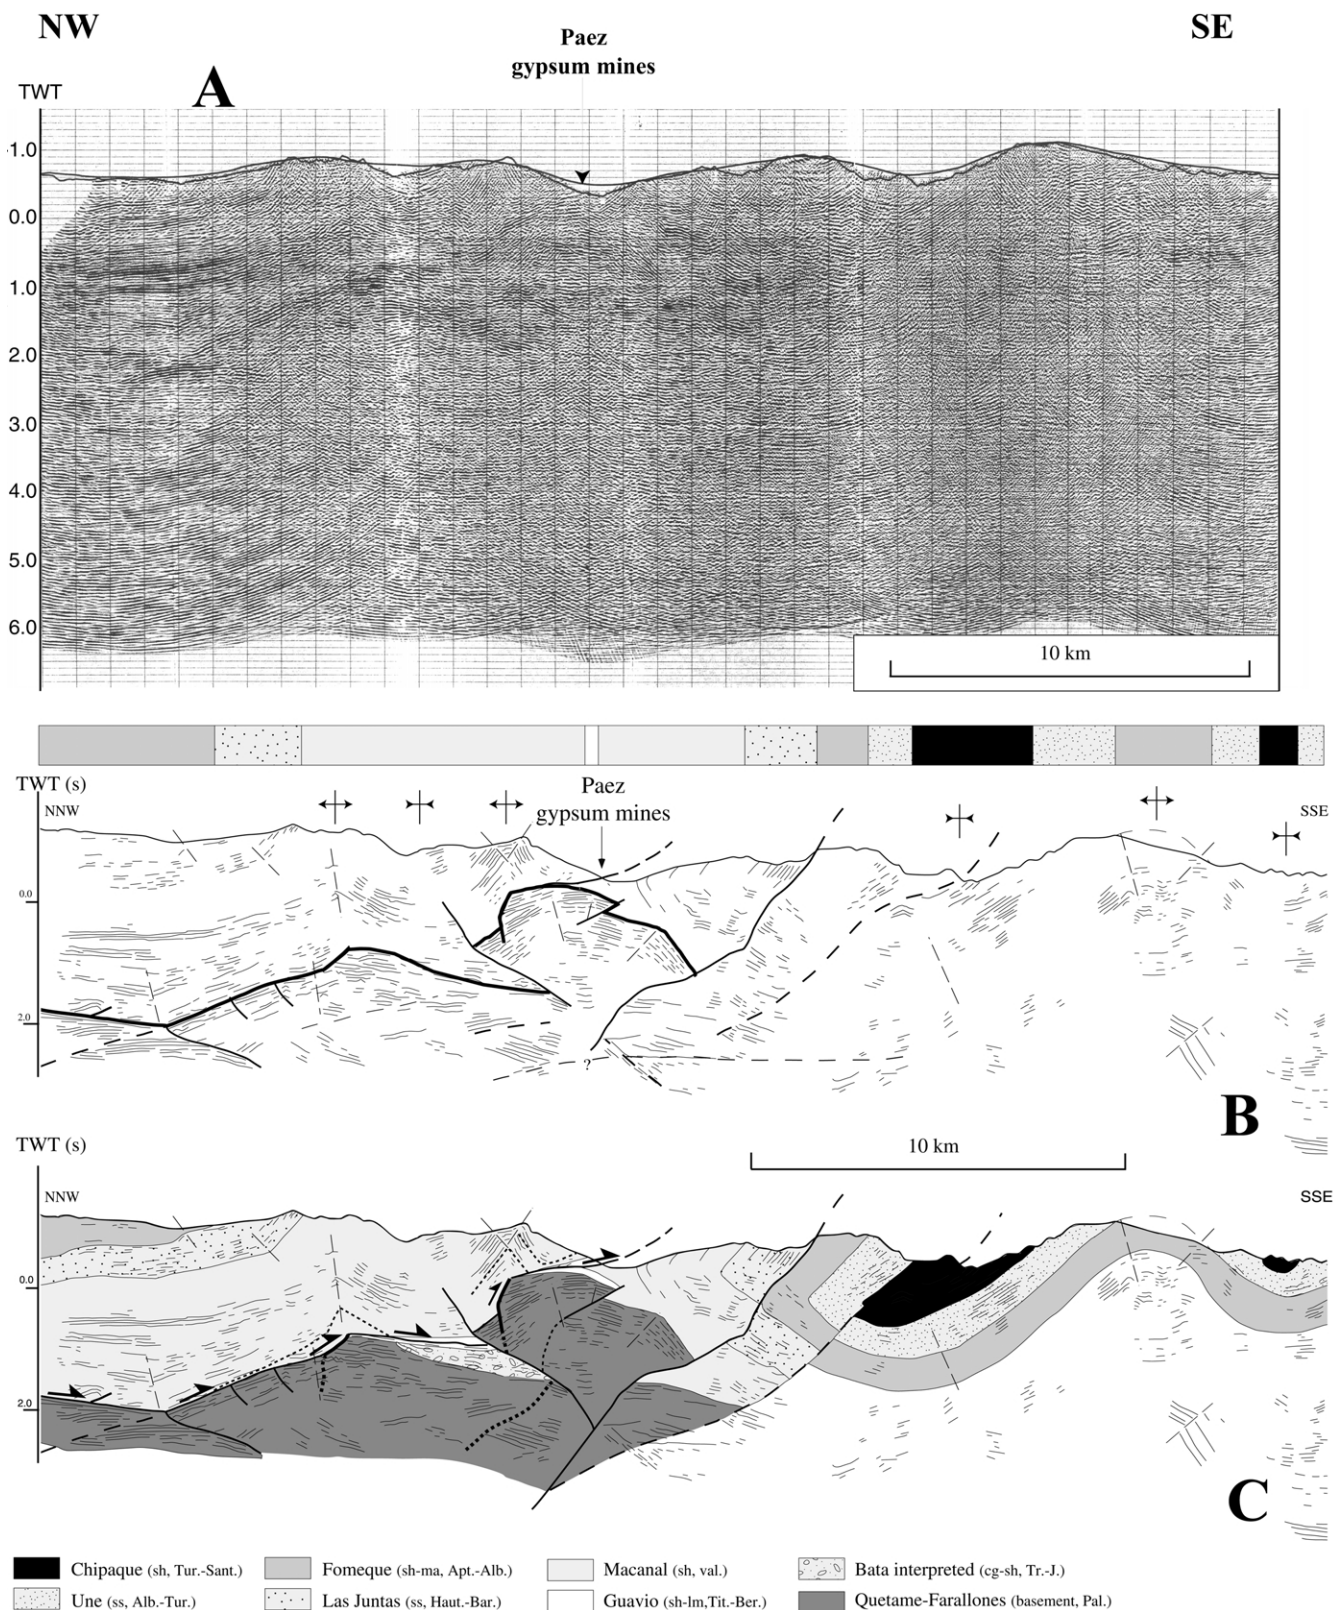 NW
SE
Paez
gypsum mines
A
TWT
1.0
0.0
1.0
2.0
3.0
4.0
5.0
6.0
10 km
TWT (s)
NNW
Paez
gypsum mines
SSE
0.0
2.0
?
B
TWT (s)
10 km
NNW
SSE
0.0
2.0
C
Chipaque (sh, Tur.-Sant.)
Fomeque (sh-ma, Apt.-Alb.)
Macanal (sh, val.)
Bata interpreted (cg-sh, Tr.-J.)
Une (ss, Alb.-Tur.)
Las Juntas (ss, Haut.-Bar.)
Guavio (sh-lm,Tit.-Ber.)
Quetame-Farallones (basement, Pal.)